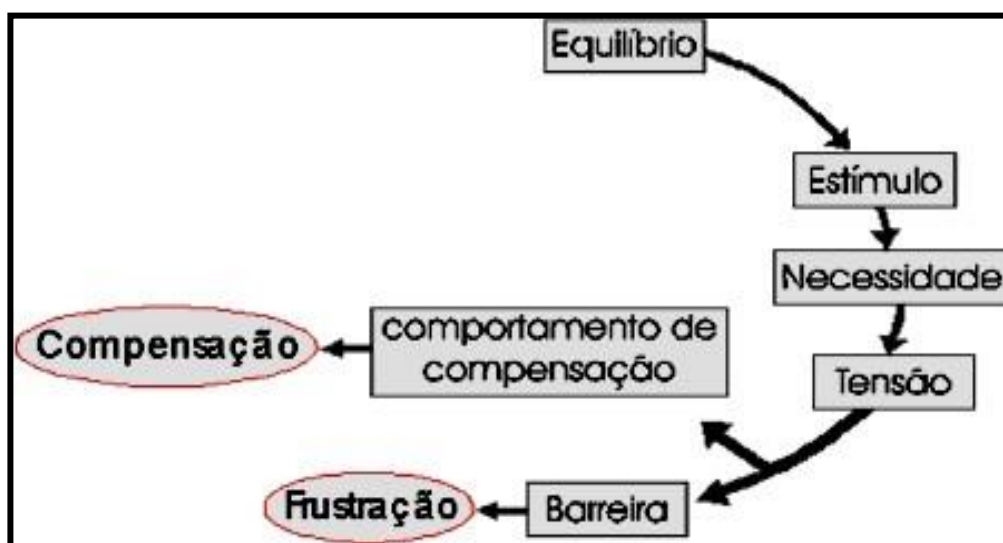 Equilíbrio
Estímulo
Necessidade
Tensão
comportamento de
compensação
Compensação
Barreira
Frustração